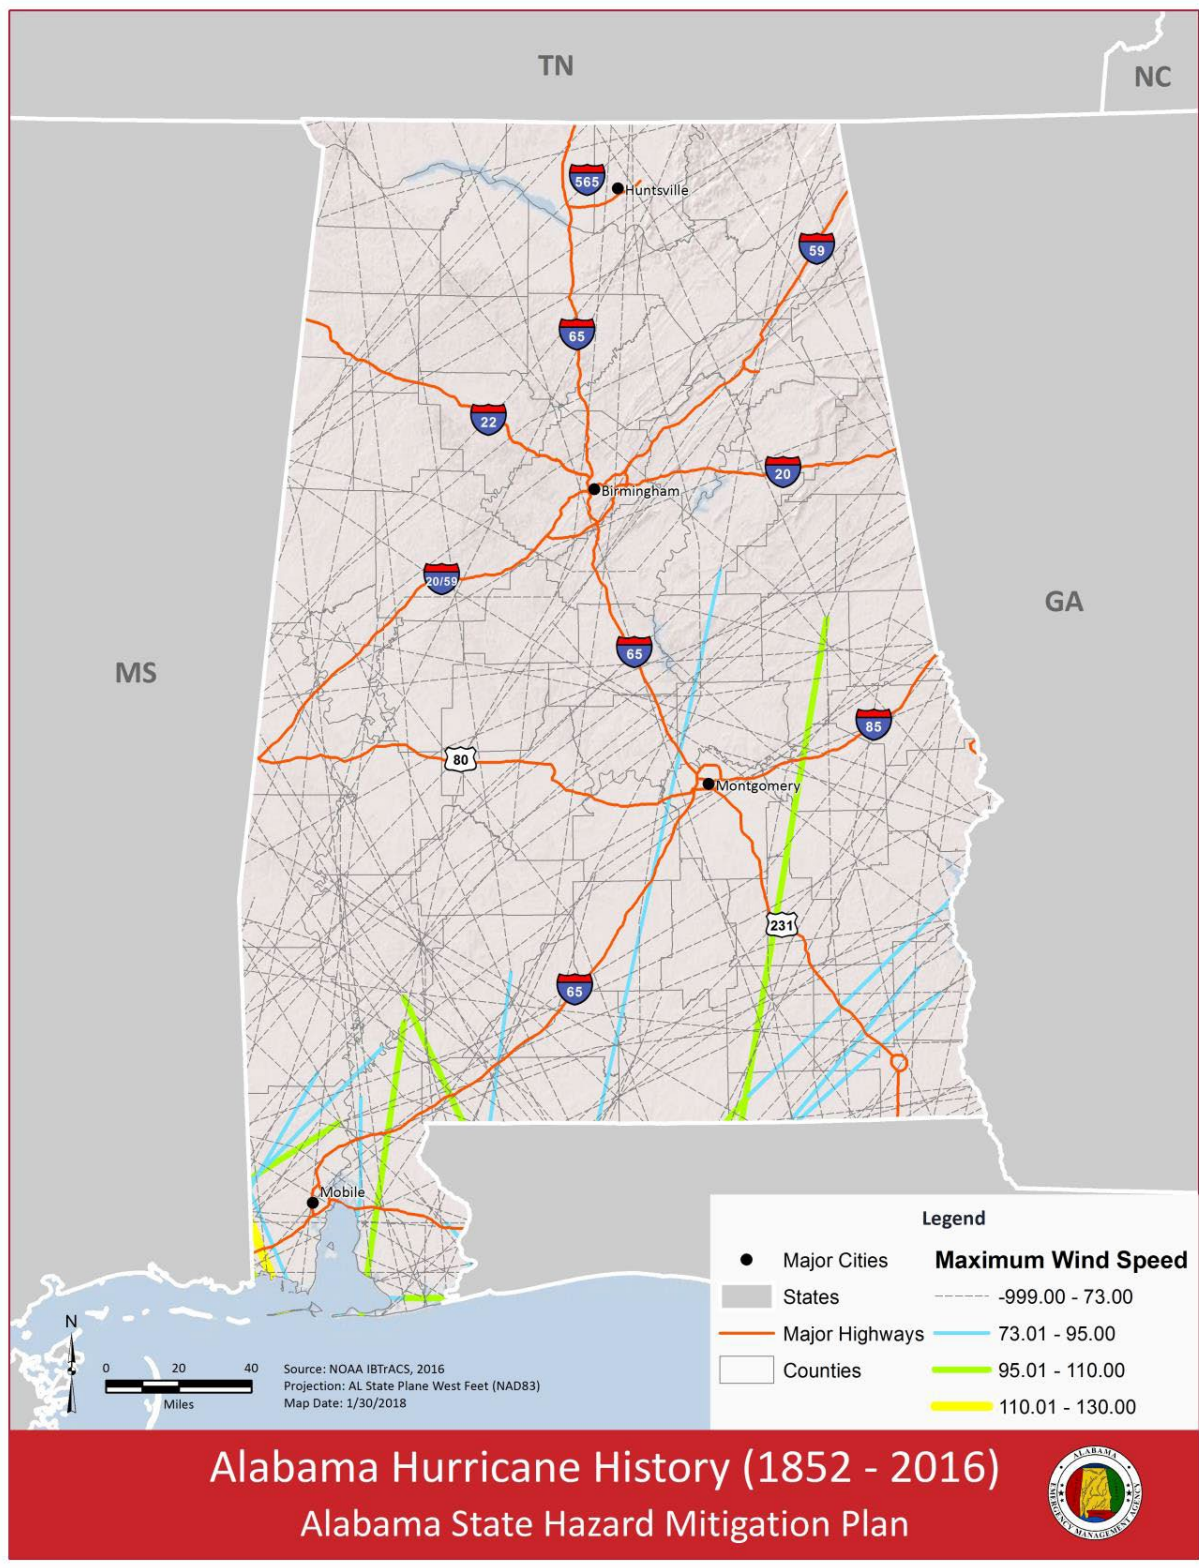 TN
NC
565
Huntsville
59
65
22
20
Birmingham
20/59
GA
65
MS
85
80
Montgomery
231
65
Mobile
Legend
Major Cities
States
Major Highways
Counties
Maximum Wind Speed
-999.00 - 73.00
73.01 - 95.00
95.01 - 110.00
110.01 - 130.00
N
0 20 40
Miles
Source: NOAA IBTrACS, 2016
Projection: AL State Plane West Feet (NAD83)
Map Date: 1/30/2018
Alabama Hurricane History (1852 - 2016)
Alabama State Hazard Mitigation Plan
ALABAMA
EMERGENCY MANAGEMENT AGENCY